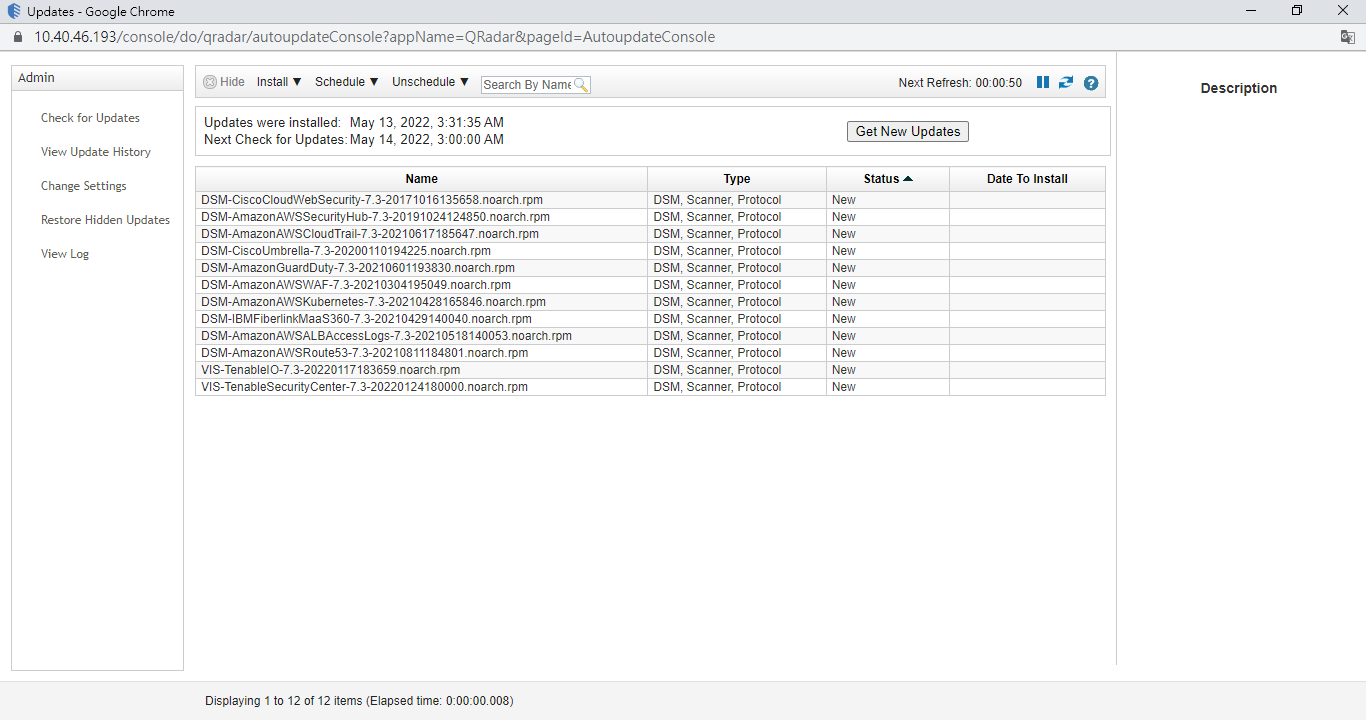 Updates - Google Chrome
10.40.46.193/console/do/qradar/autoupdateConsole?appName=QRadar&pageId=AutoupdateConsole
Admin
Check for Updates
View Update History
Change Settings
Restore Hidden Updates
View Log
Hide Install ▼ Schedule ▼ Unschedule ▼ Search By Name Next Refresh: 00:00:50
Updates were installed: May 13, 2022, 3:31:35 AM
Next Check for Updates: May 14, 2022, 3:00:00 AM
Get New Updates
Name Type Status Date To Install
DSM-CiscoCloudWebSecurity-7.3-20171016135658.noarch.rpm DSM, Scanner, Protocol New
DSM-AmazonAWSSecurityHub-7.3-20191024124850.noarch.rpm DSM, Scanner, Protocol New
DSM-AmazonAWSCloudTrail-7.3-20210617185647.noarch.rpm DSM, Scanner, Protocol New
DSM-CiscoUmbrella-7.3-20200110194225.noarch.rpm DSM, Scanner, Protocol New
DSM-AmazonGuardDuty-7.3-20210601193830.noarch.rpm DSM, Scanner, Protocol New
DSM-AmazonAWSWAF-7.3-20210304195049.noarch.rpm DSM, Scanner, Protocol New
DSM-AmazonAWSKubernetes-7.3-20210428165846.noarch.rpm DSM, Scanner, Protocol New
DSM-IBMFiberlinkMaaS360-7.3-20210429140040.noarch.rpm DSM, Scanner, Protocol New
DSM-AmazonAWSALBAccessLogs-7.3-20210518140053.noarch.rpm DSM, Scanner, Protocol New
DSM-AmazonAWSRoute53-7.3-20210811184801.noarch.rpm DSM, Scanner, Protocol New
VIS-TenableIO-7.3-20220117183659.noarch.rpm DSM, Scanner, Protocol New
VIS-TenableSecurityCenter-7.3-20220124180000.noarch.rpm DSM, Scanner, Protocol New
Description
Displaying 1 to 12 of 12 items (Elapsed time: 0:00:00.008)